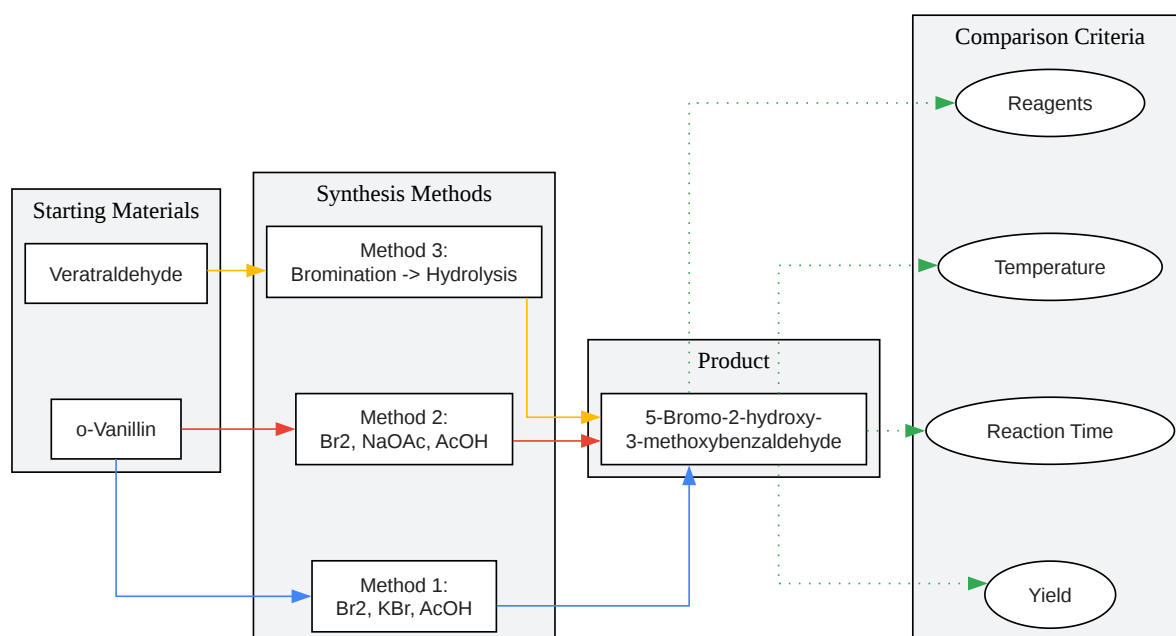 Starting Materials
Veratraldehyde
o-Vanillin
Synthesis Methods
Method 3:
Bromination -> Hydrolysis
Method 2:
Br2, NaOAc, AcOH
Method 1:
Br2, KBr, AcOH
Product
5-Bromo-2-hydroxy-
3-methoxybenzaldehyde
Comparison Criteria
Reagents
Temperature
Reaction Time
Yield